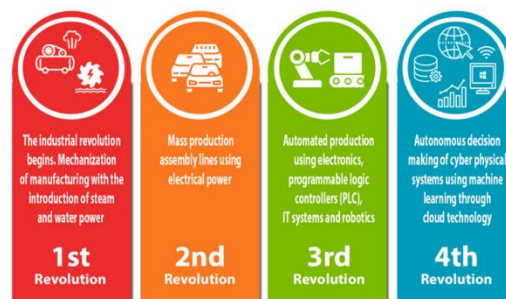 The industrial revolution
begins. Mechanization
of manufacturing with the
introduction of steam
and water power
1st
Revolution
Mass production
assembly lines using
electrical power
2nd
Revolution
Automated production
using electronics,
programmable logic
controllers (PLC),
IT systems and robotics
3rd
Revolution
Autonomous decision
making of cyber physical
systems using machine
learning through
cloud technology
4th
Revolution